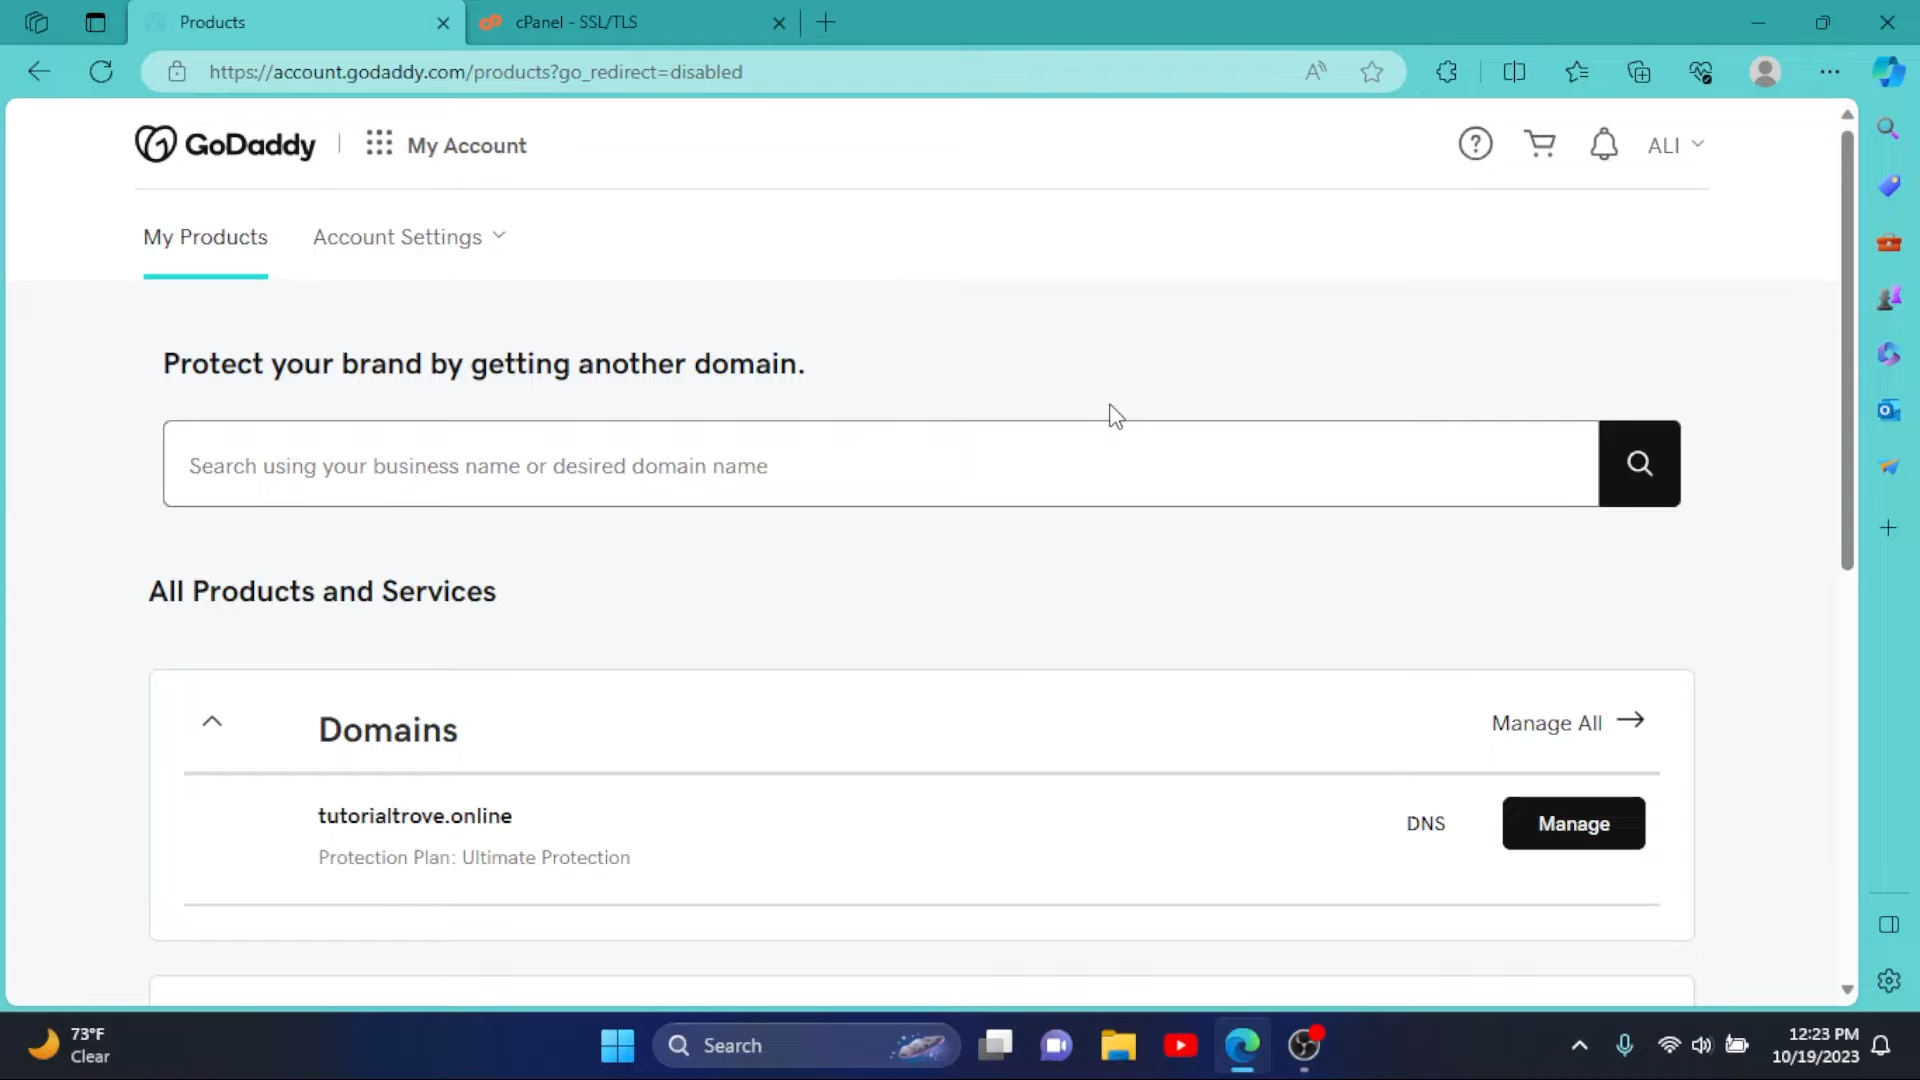 Products
cPanel - SSL/TLS
https://account.godaddy.com/products?go_redirect=disabled
GoDaddy
My Account
ALI
My Products
Account Settings
Protect your brand by getting another domain.
Search using your business name or desired domain name
All Products and Services
Domains
Manage All
tutorialtrove.online
DNS
Manage
Protection Plan: Ultimate Protection
73°F
Clear
Search
12:23 PM
10/19/2023